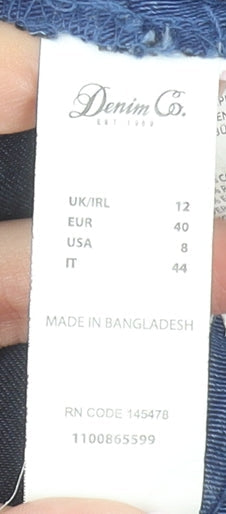 Denim Co.
EST 1969
UK/IRL 12
EUR 40
USA 8
IT 44
MADE IN BANGLADESH
RN CODE 145478
1100865599